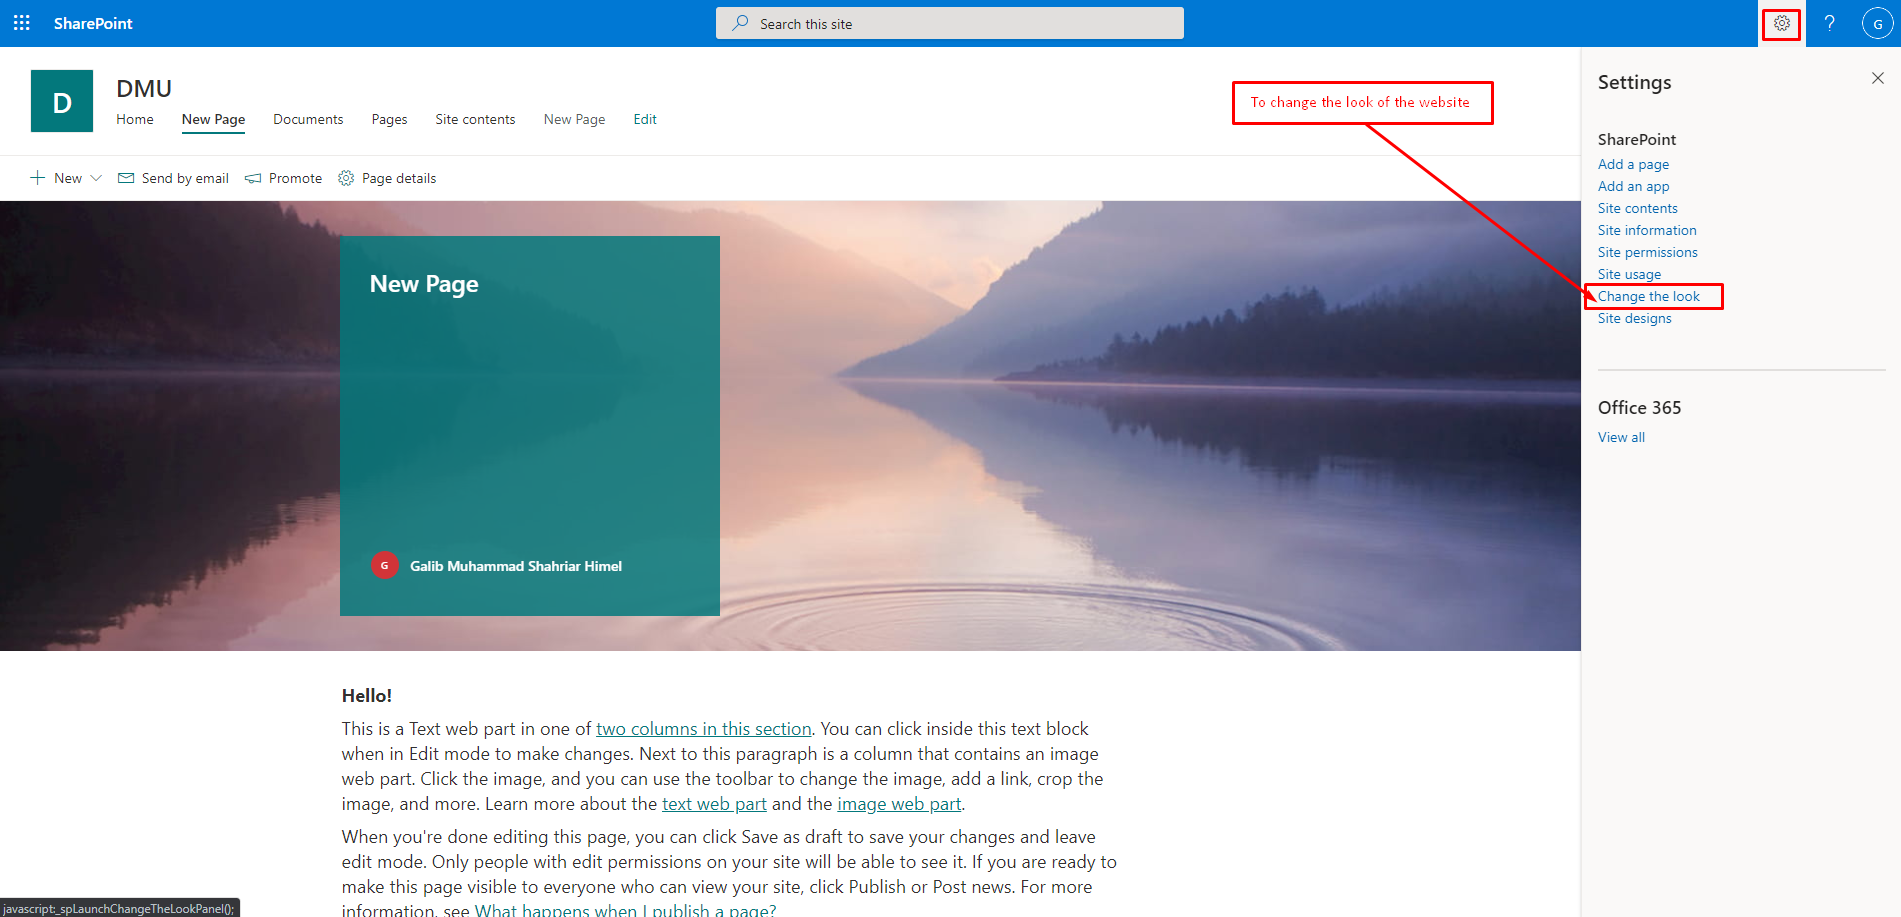 SharePoint
Search this site
?
G
D
DMU
Home New Page Documents Pages Site contents New Page Edit
To change the look of the website
New Send by email Promote Page details
New Page
G Galib Muhammad Shahriar Himel
Hello!
This is a Text web part in one of two columns in this section. You can click inside this text block
when in Edit mode to make changes. Next to this paragraph is a column that contains an image
web part. Click the image, and you can use the toolbar to change the image, add a link, crop the
image, and more. Learn more about the text web part and the image web part.
When you're done editing this page, you can click Save as draft to save your changes and leave
edit mode. Only people with edit permissions on your site will be able to see it. If you are ready to
make this page visible to everyone who can view your site, click Publish or Post news. For more
information, see What happens when I publish a page?
javascript:_spLaunchChangeTheLookPanel();
Settings
SharePoint
Add a page
Add an app
Site contents
Site information
Site permissions
Site usage
Change the look
Site designs
Office 365
View all